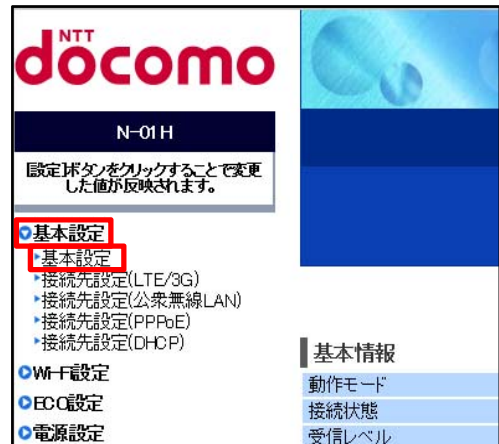 NTT
döcomo
N-01H
[設定]ボタンをクリックすることで変更
した値が反映されます。
基本設定
基本設定
接続先設定(LTE/3G)
接続先設定(公衆無線LAN)
接続先設定(PPPoE)
接続先設定(DHCP)
Wi-Fi設定
ECO設定
電源設定
基本情報
動作モード
接続状態
受信レベル